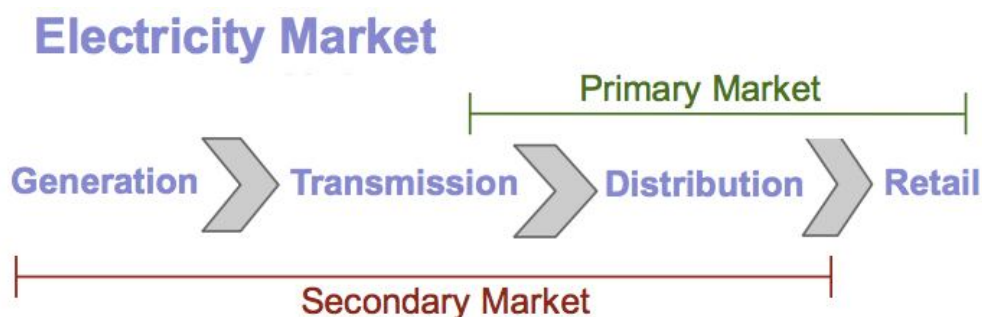 Electricity Market
Primary Market
Generation Transmission Distribution Retail
Secondary Market